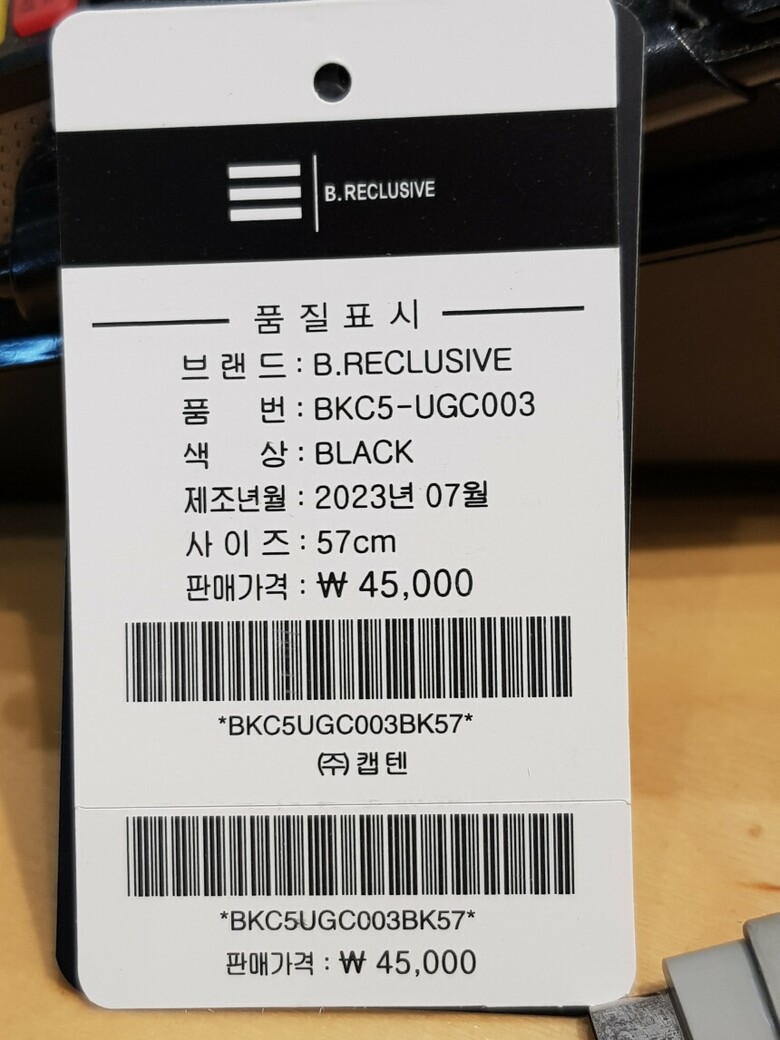 B.RECLUSIVE
품질표시
브랜드 : B.RECLUSIVE
품 번 : BKC5-UGC003
색 상 : BLACK
제조년월 : 2023년 07월
사이즈 : 57cm
판매가격 : ₩ 45,000
*BKC5UGC003BK57*
㈜캡텐
*BKC5UGC003BK57*
판매가격 : ₩ 45,000